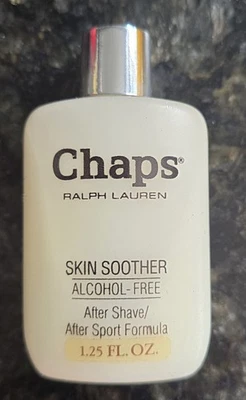 Chaps®
RALPH LAUREN
SKIN SOOTHER
ALCOHOL-FREE
After Shave/
After Sport Formula
1.25 FL. OZ.